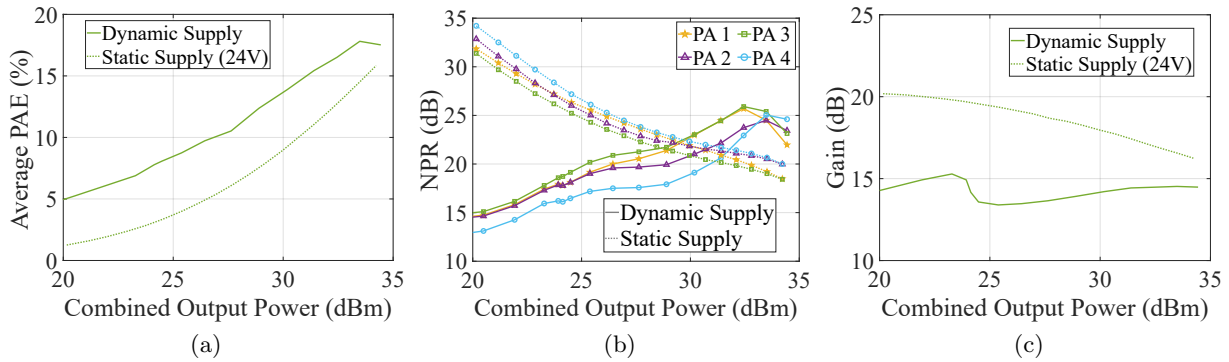 20
15
10
5
0
Average PAE (%)
Dynamic Supply
Static Supply (24V)
20 25 30 35
Combined Output Power (dBm)
(a)
35
30
25
20
15
10
NPR (dB)
PA 1 PA 3
PA 2 PA 4
Dynamic Supply
Static Supply
20 25 30 35
Combined Output Power (dBm)
(b)
25
20
15
10
Gain (dB)
Dynamic Supply
Static Supply (24V)
20 25 30 35
Combined Output Power (dBm)
(c)